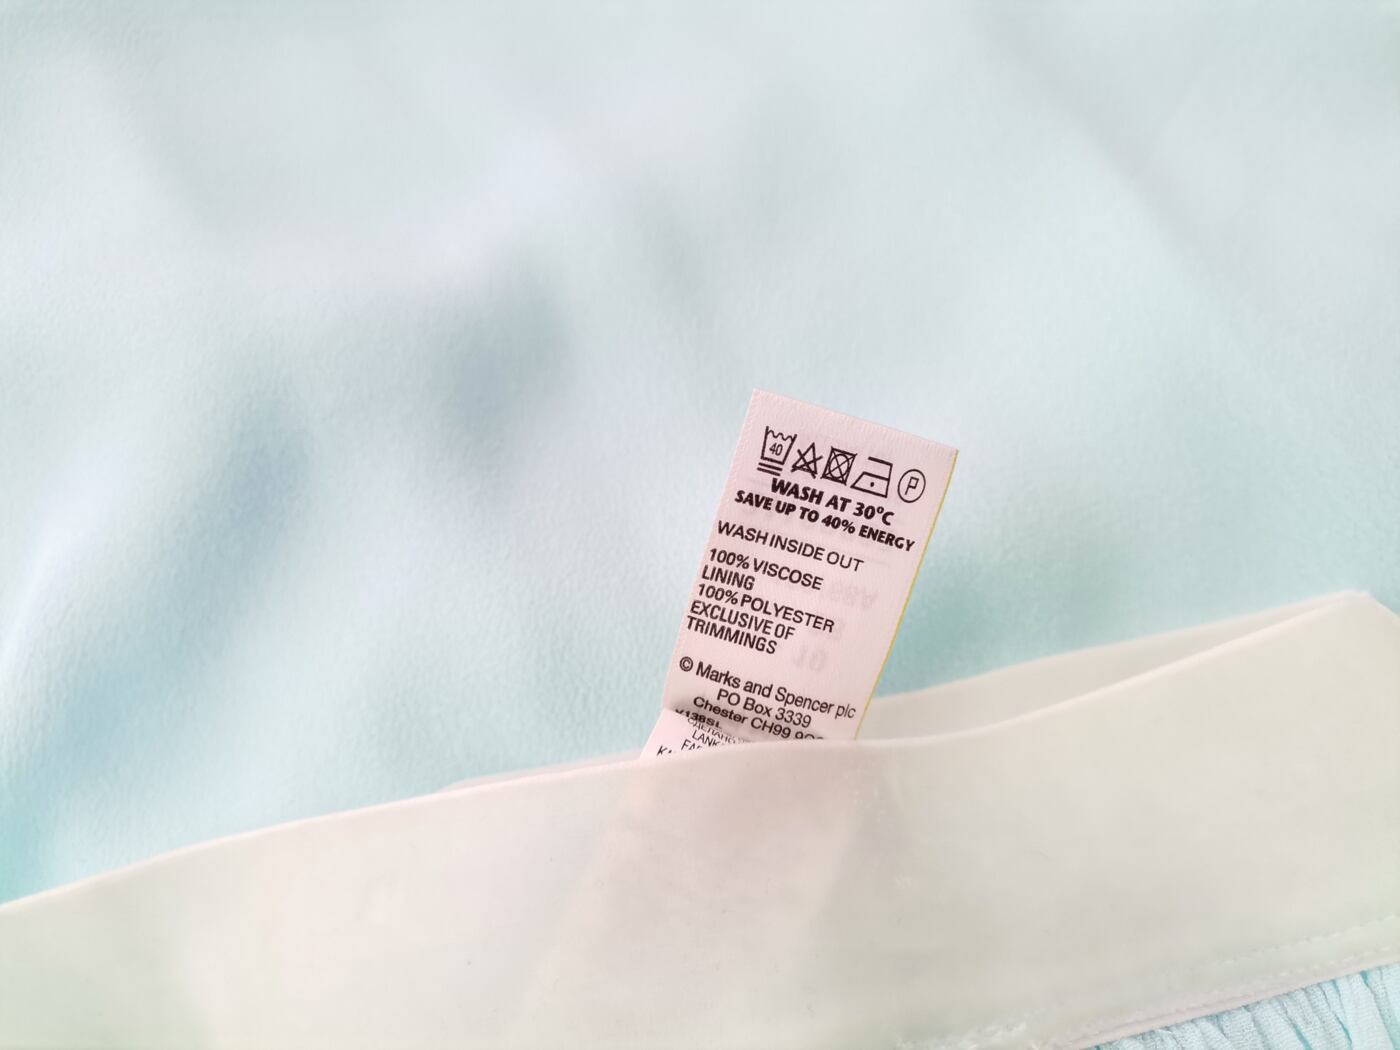 40
P
WASH AT 30°C
SAVE UP TO 40% ENERGY
WASH INSIDE OUT
100% VISCOSE
LINING
100% POLYESTER
EXCLUSIVE OF
TRIMMINGS
© Marks and Spencer plc
PO Box 3339
Chester CH99